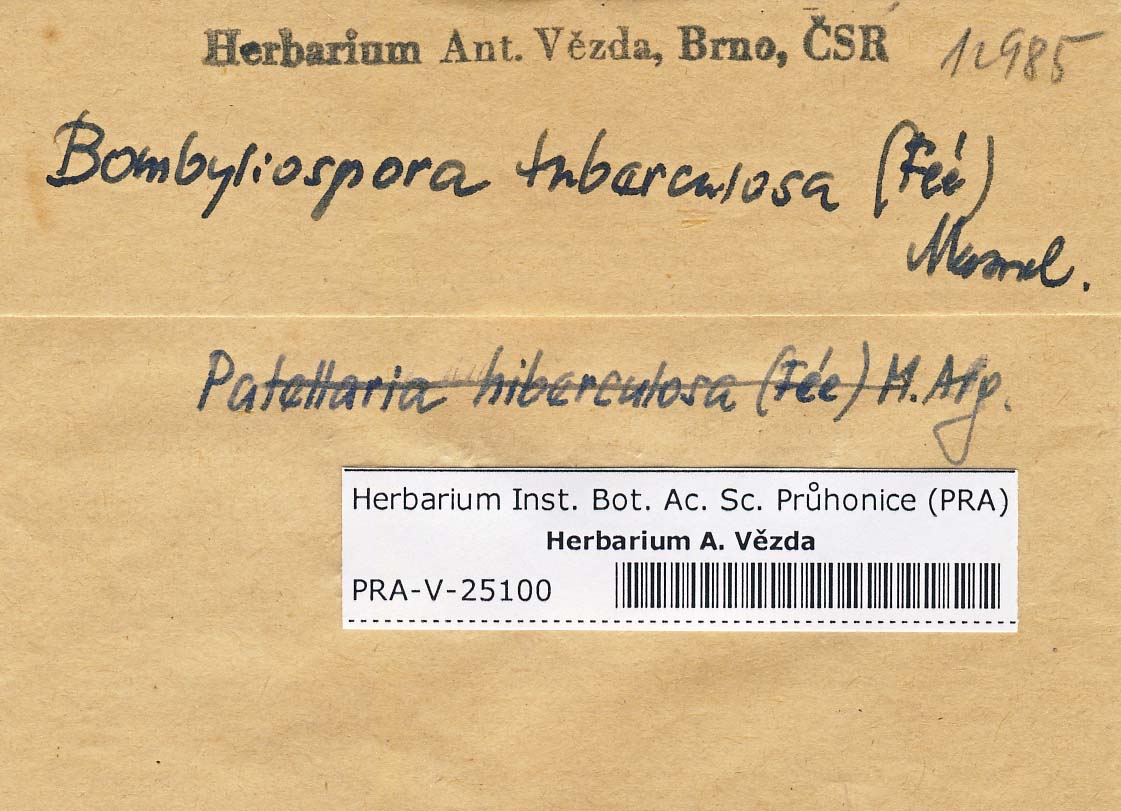 Herbarium Ant. Vězda, Brno, ČSR 12985
Bombyliospora tuberculosa (Fée)
Massal.
Patellaria tuberculosa (Fée) M. Arg.
Herbarium Inst. Bot. Ac. Sc. Průhonice (PRA)
Herbarium A. Vězda
PRA-V-25100